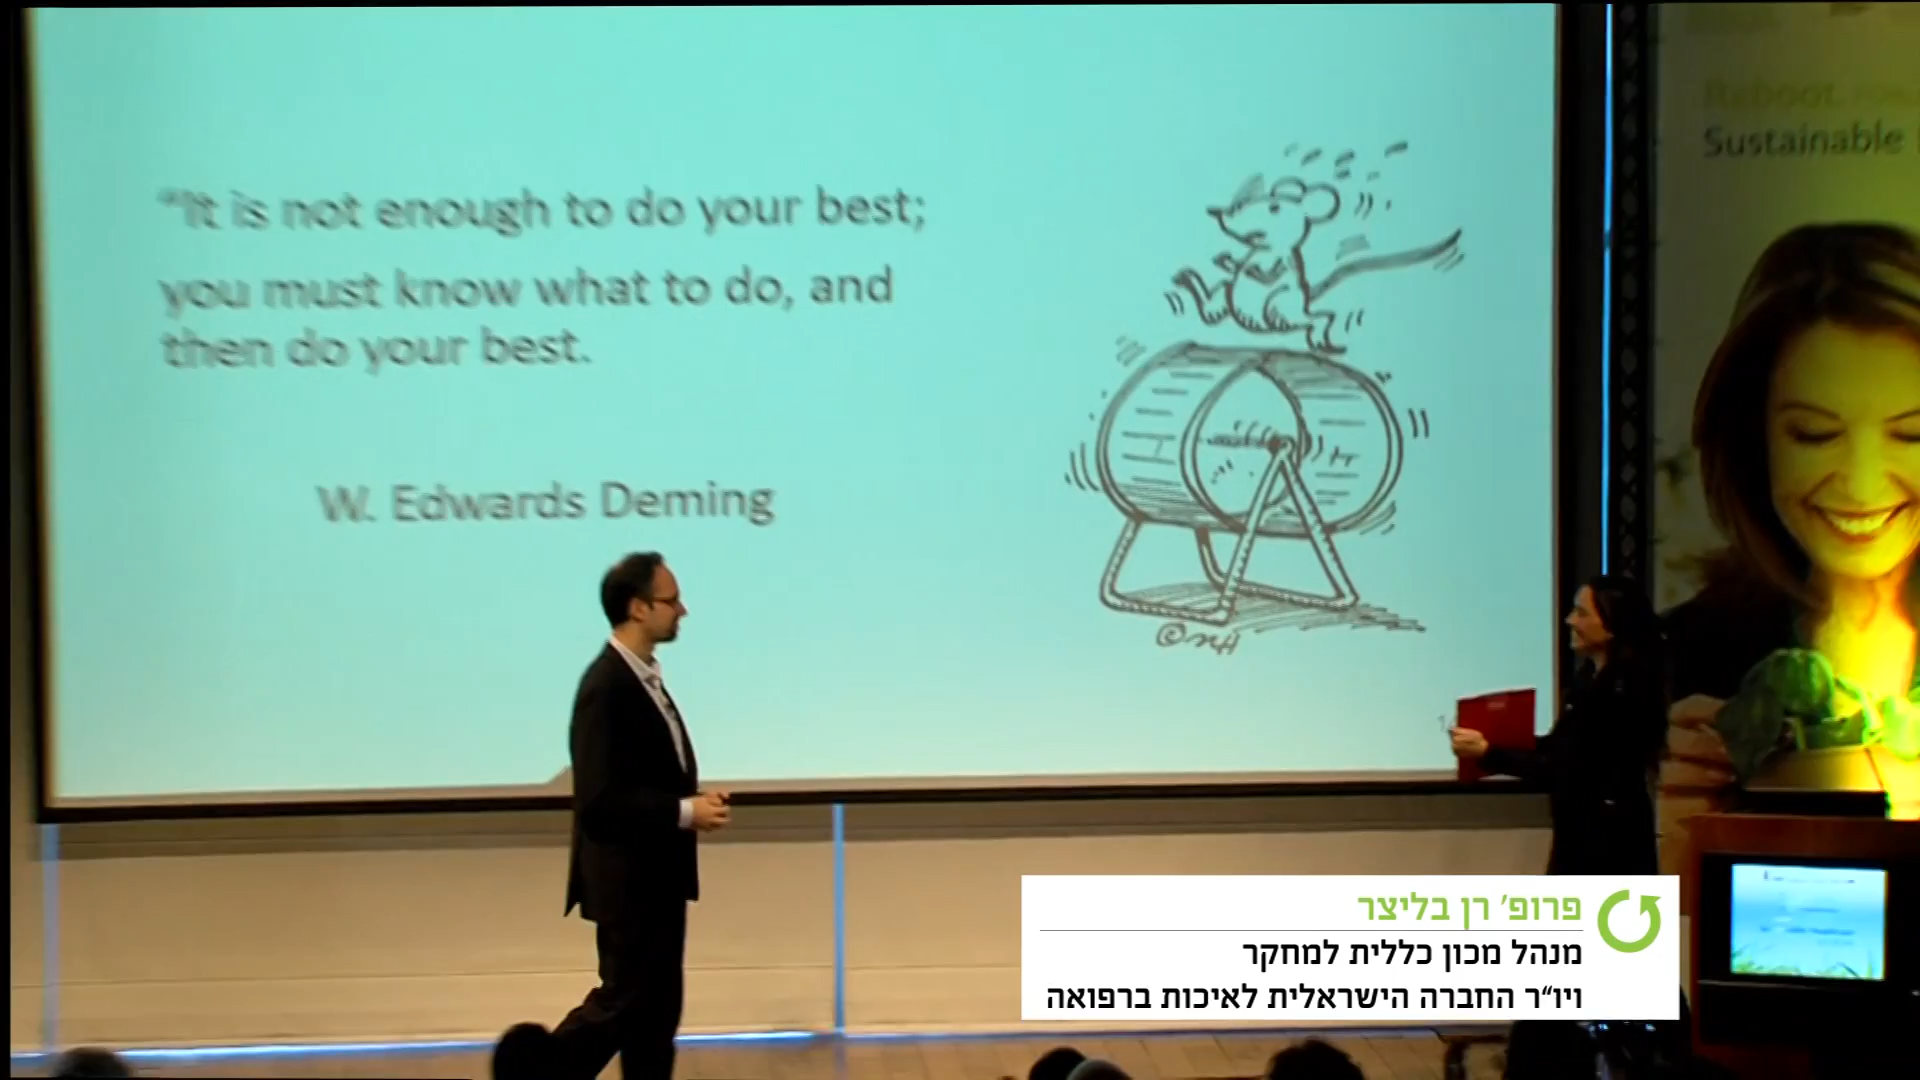 "It is not enough to do your best;
you must know what to do, and
then do your best.
W. Edwards Deming
Reboot
Sustainable
פרופ' רן בליצר
מנהל מכון כללית למחקר
ויו"ר החברה הישראלית לאיכות ברפואה